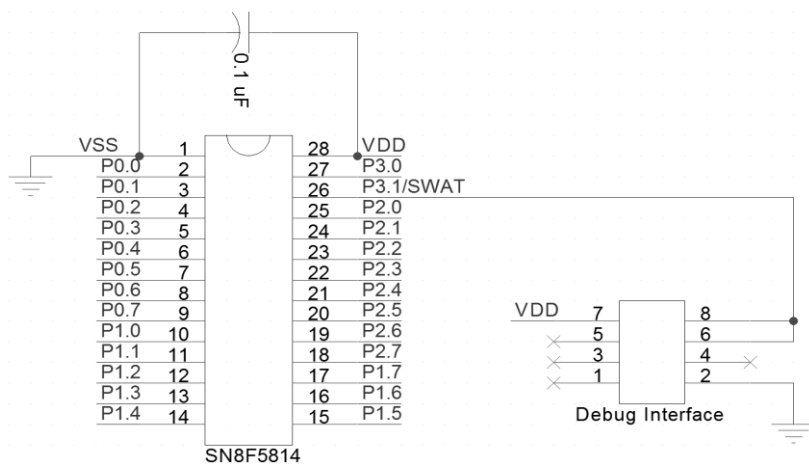 0.1 uF
VSS 1 28 VDD
P0.0 2 27 P3.0
P0.1 3 26 P3.1/SWAT
P0.2 4 25 P2.0
P0.3 5 24 P2.1
P0.4 6 23 P2.2
P0.5 7 22 P2.3
P0.6 8 21 P2.4
P0.7 9 20 P2.5
P1.0 10 19 P2.6
P1.1 11 18 P2.7
P1.2 12 17 P1.7
P1.3 13 16 P1.6
P1.4 14 15 P1.5
SN8F5814
VDD 7 8
5 6
3 4
1 2
Debug Interface